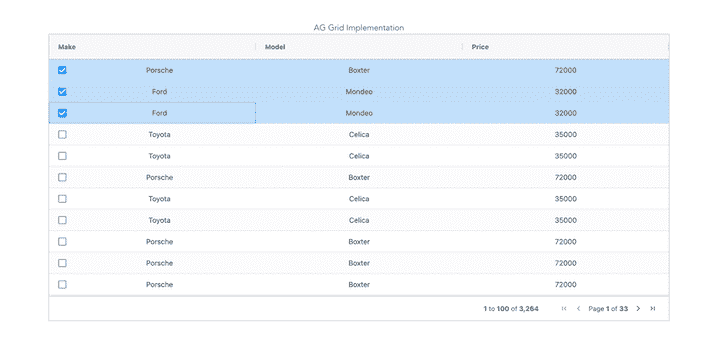 AG Grid Implementation
Make Model Price
Porsche Boxter 72000
Ford Mondeo 32000
Ford Mondeo 32000
Toyota Celica 35000
Toyota Celica 35000
Porsche Boxter 72000
Toyota Celica 35000
Toyota Celica 35000
Porsche Boxter 72000
Porsche Boxter 72000
Porsche Boxter 72000
1 to 100 of 3,264 Page 1 of 33